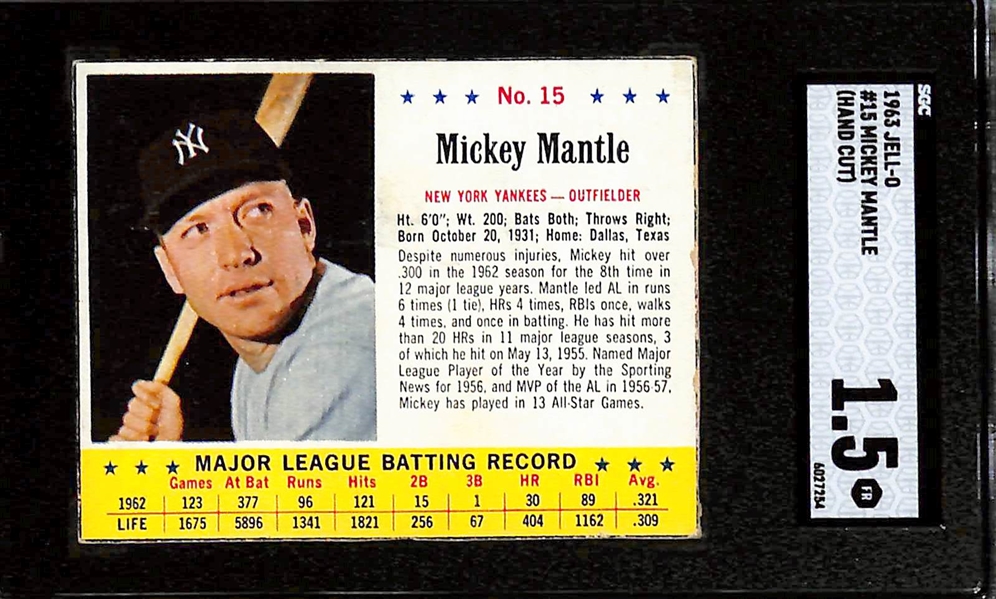 NY
★ ★ ★ No. 15 ★ ★ ★
Mickey Mantle
NEW YORK YANKEES — OUTFIELDER
Ht. 6'0"; Wt. 200; Bats Both; Throws Right;
Born October 20, 1931; Home: Dallas, Texas
Despite numerous injuries, Mickey hit over
.300 in the 1962 season for the 8th time in
12 major league years. Mantle led AL in runs
6 times (1 tie), HRs 4 times, RBIs once, walks
4 times, and once in batting. He has hit more
than 20 HRs in 11 major league seasons, 3
of which he hit on May 13, 1955. Named Major
League Player of the Year by the Sporting
News for 1956, and MVP of the AL in 1956-57,
Mickey has played in 13 All-Star Games.
★ ★ ★ MAJOR LEAGUE BATTING RECORD ★ ★ ★
Games At Bat Runs Hits 2B 3B HR RBI Avg.
1962 123 377 96 121 15 1 30 89 .321
LIFE 1675 5896 1341 1821 256 67 404 1162 .309
SGC
1963 JELL-O
#15 MICKEY MANTLE
(HAND CUT)
1.5
FR
6027254